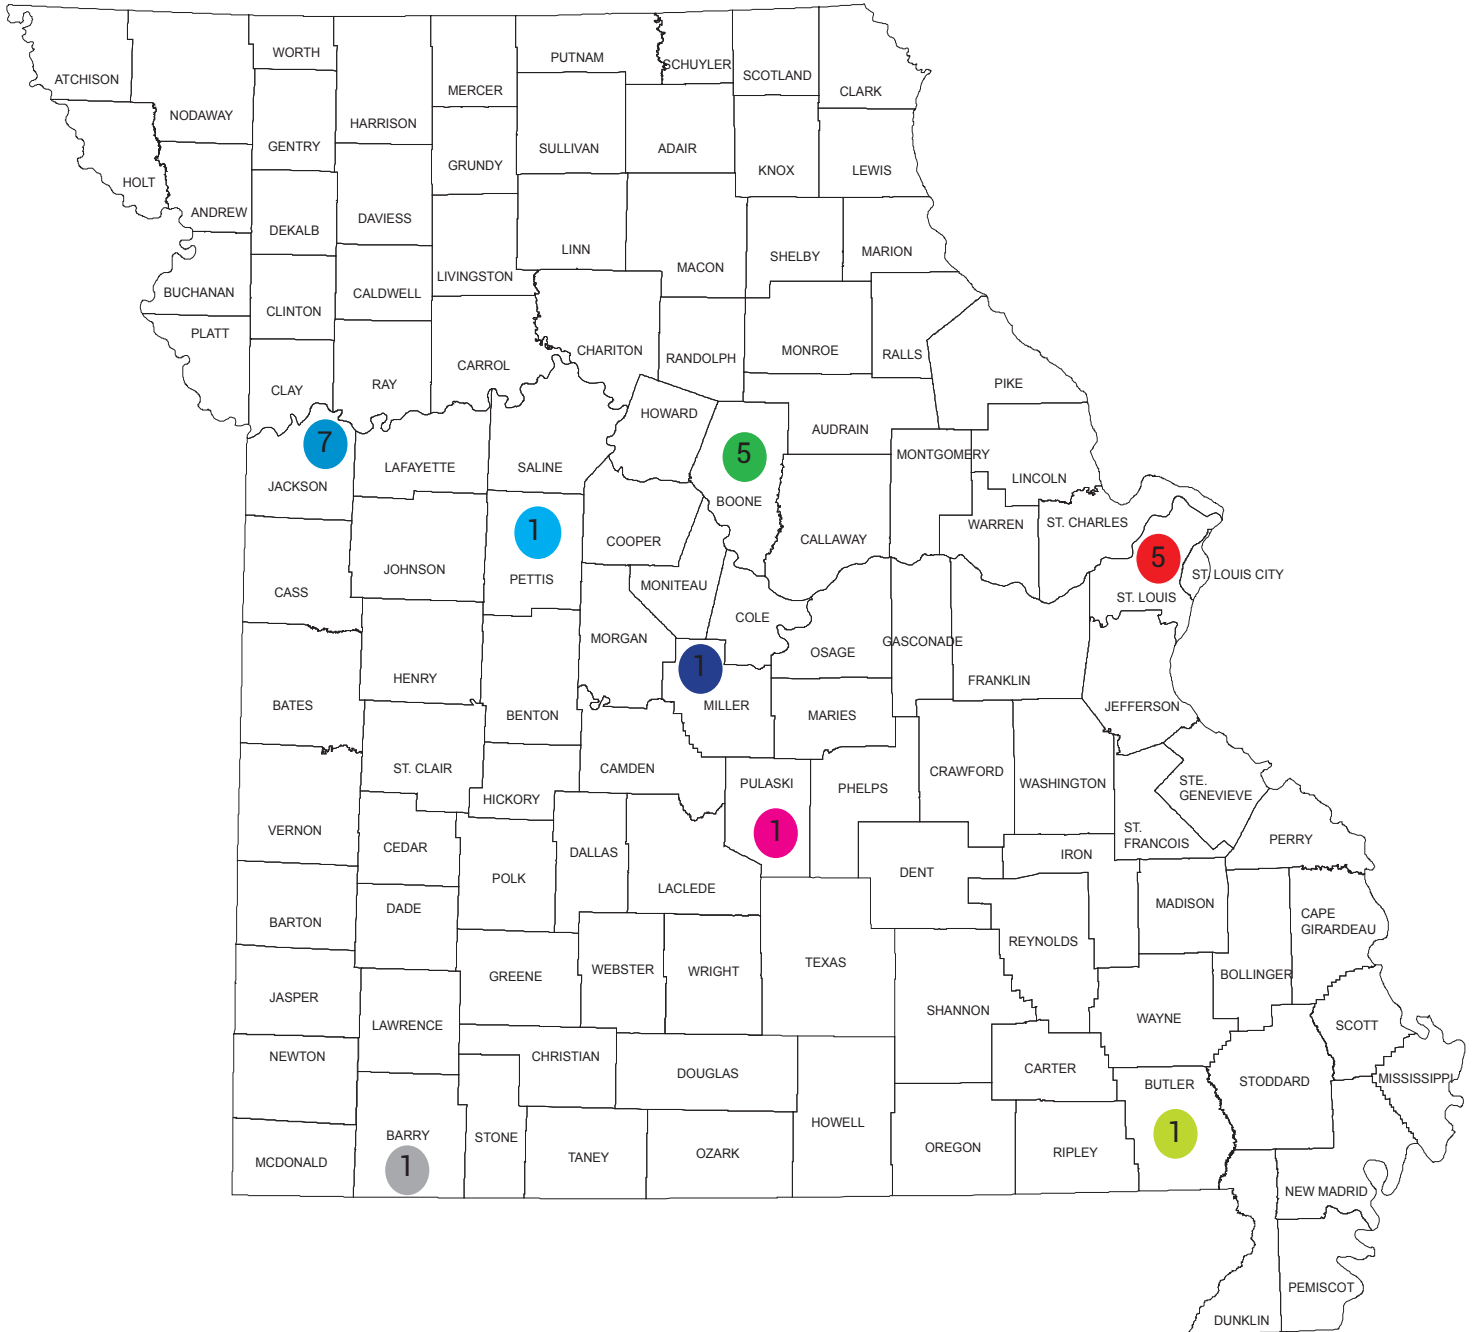 WORTH
PUTNAM
SCHUYLER
SCOTLAND
ATCHISON
MERCER
CLARK
NODAWAY
HARRISON
GENTRY
SULLIVAN
ADAIR
GRUNDY
KNOX
LEWIS
HOLT
ANDREW
DAVIESS
DEKALB
LINN
MACON
SHELBY
MARION
LIVINGSTON
BUCHANAN
CALDWELL
CLINTON
PLATT
CHARITON
RANDOLPH
MONROE
RALLS
CARROL
CLAY
RAY
PIKE
HOWARD
AUDRAIN
7
5
MONTGOMERY
LAFAYETTE
SALINE
JACKSON
LINCOLN
BOONE
WARREN
ST. CHARLES
1
COOPER
CALLAWAY
5
JOHNSON
PETTIS
MONITEAU
ST. LOUIS CITY
CASS
ST. LOUIS
COLE
MORGAN
OSAGE
GASCONADE
1
HENRY
FRANKLIN
BATES
BENTON
MILLER
MARIES
JEFFERSON
ST. CLAIR
CAMDEN
CRAWFORD
PULASKI
PHELPS
WASHINGTON
STE.
GENEVIEVE
HICKORY
VERNON
1
ST.
FRANCOIS
PERRY
CEDAR
DALLAS
IRON
POLK
LACLEDE
DENT
DADE
MADISON
BARTON
CAPE
GIRARDEAU
REYNOLDS
GREENE
WEBSTER
WRIGHT
TEXAS
BOLLINGER
JASPER
SHANNON
WAYNE
LAWRENCE
SCOTT
NEWTON
CHRISTIAN
DOUGLAS
CARTER
BUTLER
STODDARD
MISSISSIPPI
HOWELL
BARRY
STONE
1
OREGON
RIPLEY
MCDONALD
1
TANEY
OZARK
NEW MADRID
PEMISCOT
DUNKLIN